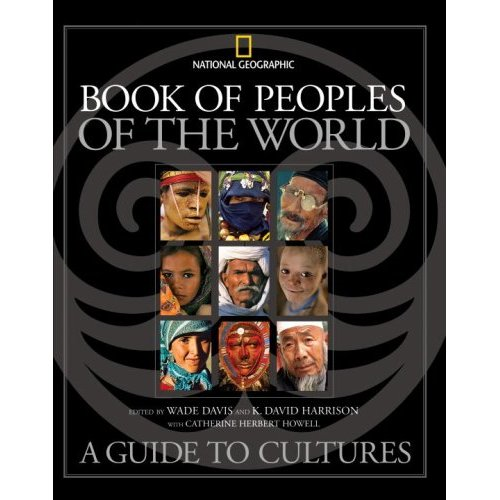 NATIONAL GEOGRAPHIC
BOOK OF PEOPLES
OF THE WORLD
EDITED BY WADE DAVIS AND K. DAVID HARRISON
WITH CATHERINE HERBERT HOWELL
A GUIDE TO CULTURES